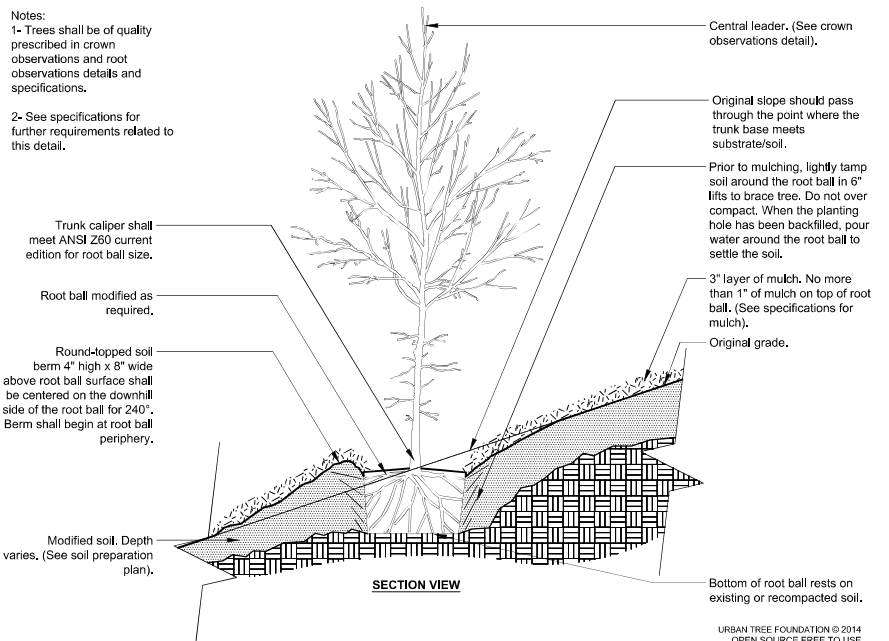 Notes:
1- Trees shall be of quality
prescribed in crown
observations and root
observations details and
specifications.
2- See specifications for
further requirements related to
this detail.
Trunk caliper shall
meet ANSI Z60 current
edition for root ball size.
Root ball modified as
required.
Round-topped soil
berm 4" high x 8" wide
above root ball surface shall
be centered on the downhill
side of the root ball for 240°.
Berm shall begin at root ball
periphery.
Modified soil. Depth
varies. (See soil preparation
plan).
Central leader. (See crown
observations detail).
Original slope should pass
through the point where the
trunk base meets
substrate/soil.
Prior to mulching, lightly tamp
soil around the root ball in 6"
lifts to brace tree. Do not over
compact. When the planting
hole has been backfilled, pour
water around the root ball to
settle the soil.
3" layer of mulch. No more
than 1" of mulch on top of root
ball. (See specifications for
mulch).
Original grade.
Bottom of root ball rests on
existing or recompacted soil.
SECTION VIEW
URBAN TREE FOUNDATION © 2014
OPEN SOURCE FREE TO USE